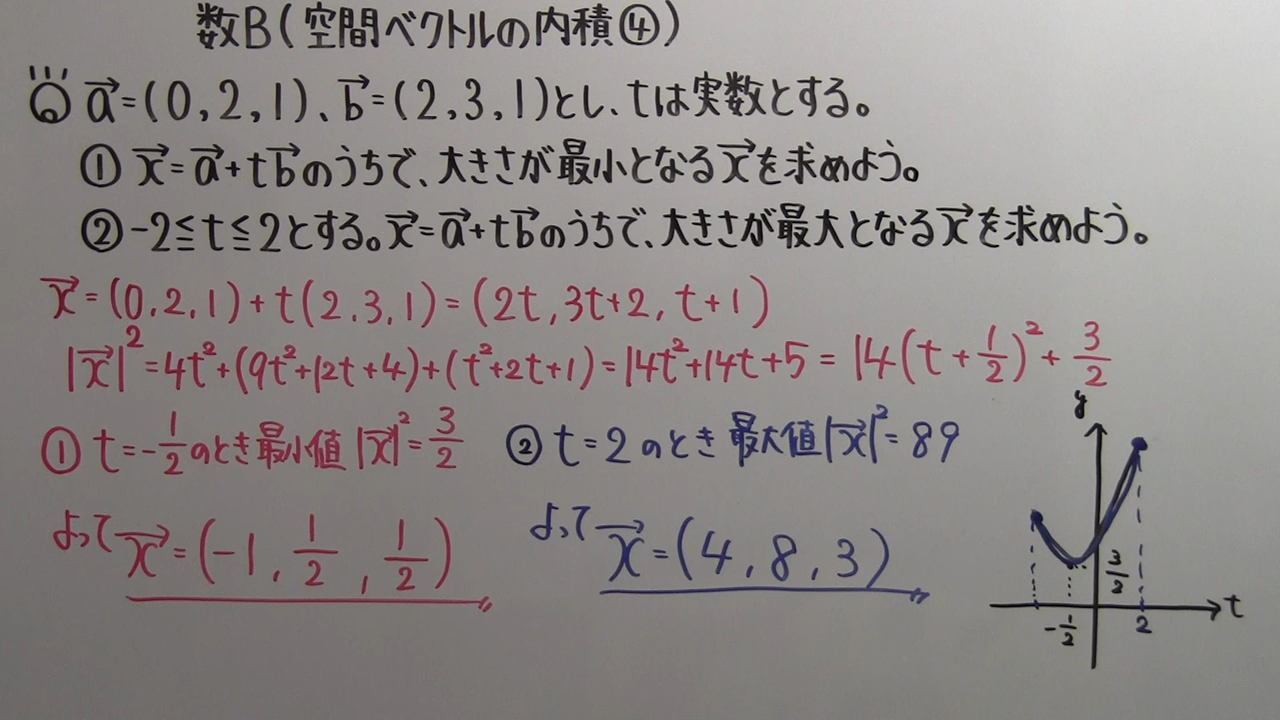 数B(空間ベクトルの内積④)
a→=(0,2,1)、b→=(2,3,1)とし、tは実数とする。
① x→=a→+tb→のうちで、大きさが最小となるx→を求めよう。
② -2≦t≦2とする。x→=a→+tb→のうちで、大きさが最大となるx→を求めよう。
x→=(0,2,1)+t(2,3,1)=(2t,3t+2,t+1)
|x→|²=4t²+(9t²+12t+4)+(t²+2t+1)=14t²+14t+5=14(t+1/2)²+3/2
① t=-1/2のとき最小値|x→|²=3/2
よって x→=(-1,1/2,1/2)
② t=2のとき最大値|x→|²=89
よって x→=(4,8,3)
y
3/2
t
-1/2
2